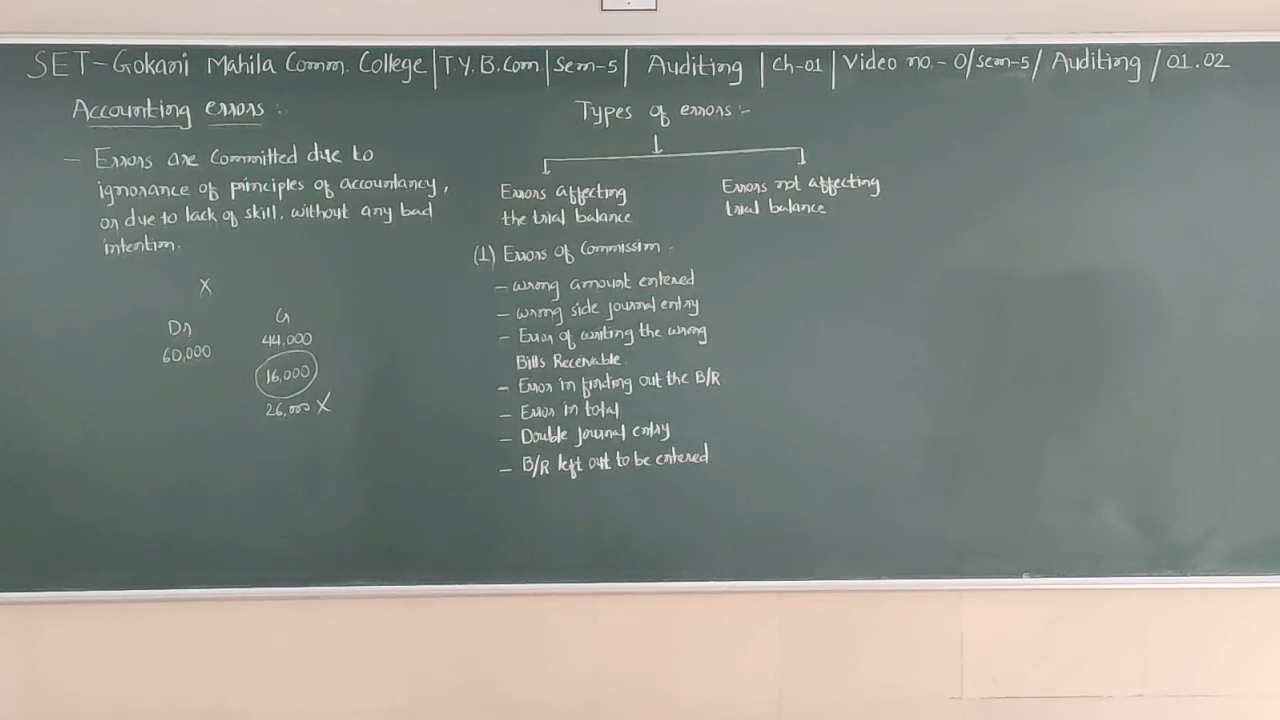 SET-Gokani Mahila Comm. College | T.Y. B.Com. | Sem-5 | Auditing | Ch-01 | Video no. - 0/sem-5/ Auditing / 01.02
Accounting errors :
- Errors are committed due to
ignorance of principles of accountancy,
or due to lack of skill, without any bad
intention.
X
Dr Cr
60,000 44,000
16,000
26,000 X
Types of errors :-
Errors affecting
the trial balance
Errors not affecting
trial balance
(1) Errors of Commission.
- wrong amount entered
- wrong side journal entry
- Error of writing the wrong
Bills Receivable.
- Error in finding out the B/R.
- Error in total
- Double journal entry
- B/R left out to be entered